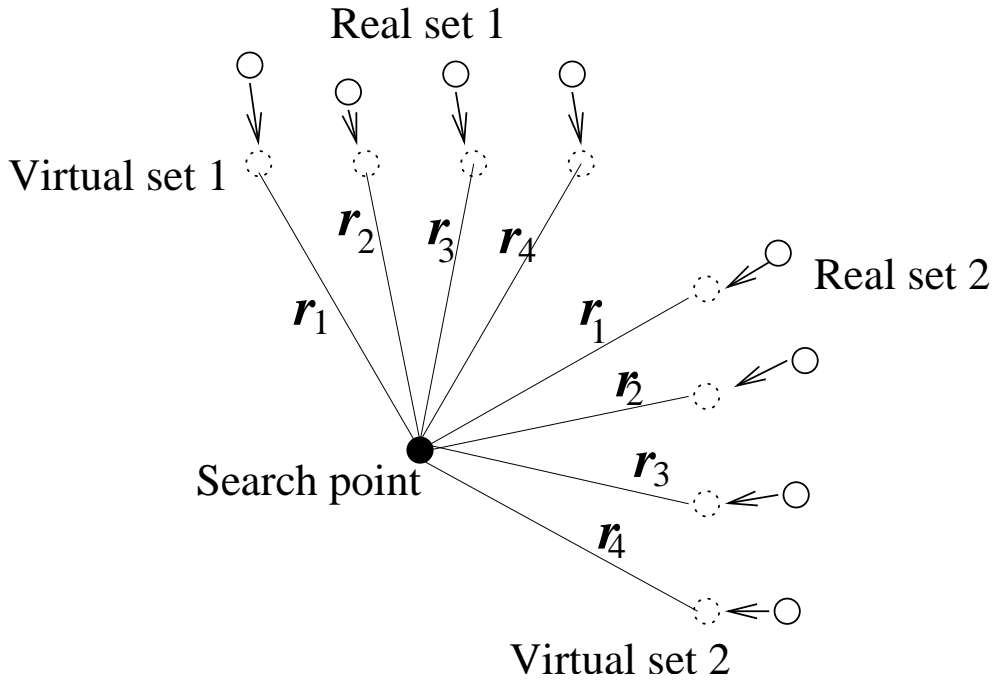 Real set 1
Virtual set 1
r2
r3
r4
Real set 2
r1
r1
r2
r3
Search point
r4
Virtual set 2